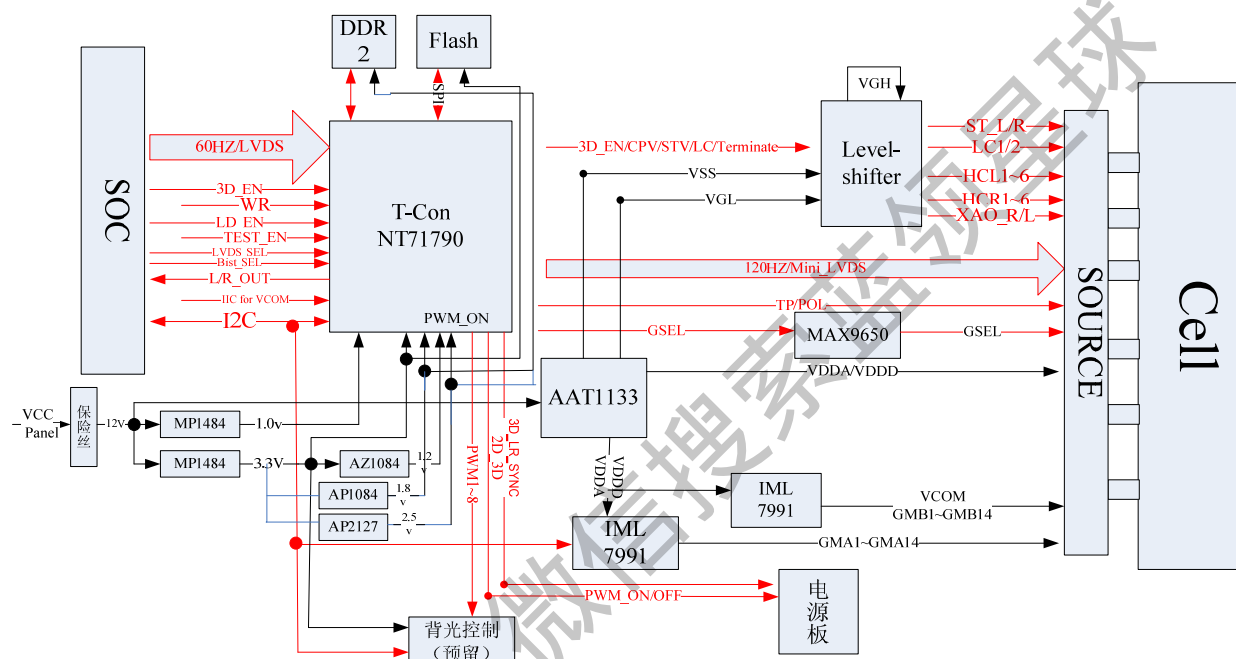 DDR
2
Flash
SPI
SOC
60HZ/LVDS
3D_EN
WR
LD_EN
TEST_EN
LVDS_SEL
Bist_SEL
L/R_OUT
IIC for VCOM
I2C
T-Con
NT71790
PWM_ON
3D_EN/CPV/STV/LC/Terminate
VSS
VGL
VGH
Level-
shifter
ST_L/R
LC1/2
HCL1~6
HCR1~6
XAO_R/L
120HZ/Mini_LVDS
TP/POL
GSEL
MAX9650
GSEL
VDDA/VDDD
SOURCE
Cell
AAT1133
VCC
Panel
保险丝
12V
MP1484
1.0v
MP1484
3.3V
AZ1084
1.2
v
AP1084
1.8
v
AP2127
2.5
v
PWM1~8
2D_3D
3D_LR_SYNC
VDDA
VDDD
IML
7991
VCOM
GMB1~GMB14
IML
7991
GMA1~GMA14
PWM_ON/OFF
电源板
背光控制
（预留）
微信搜索蓝领星球